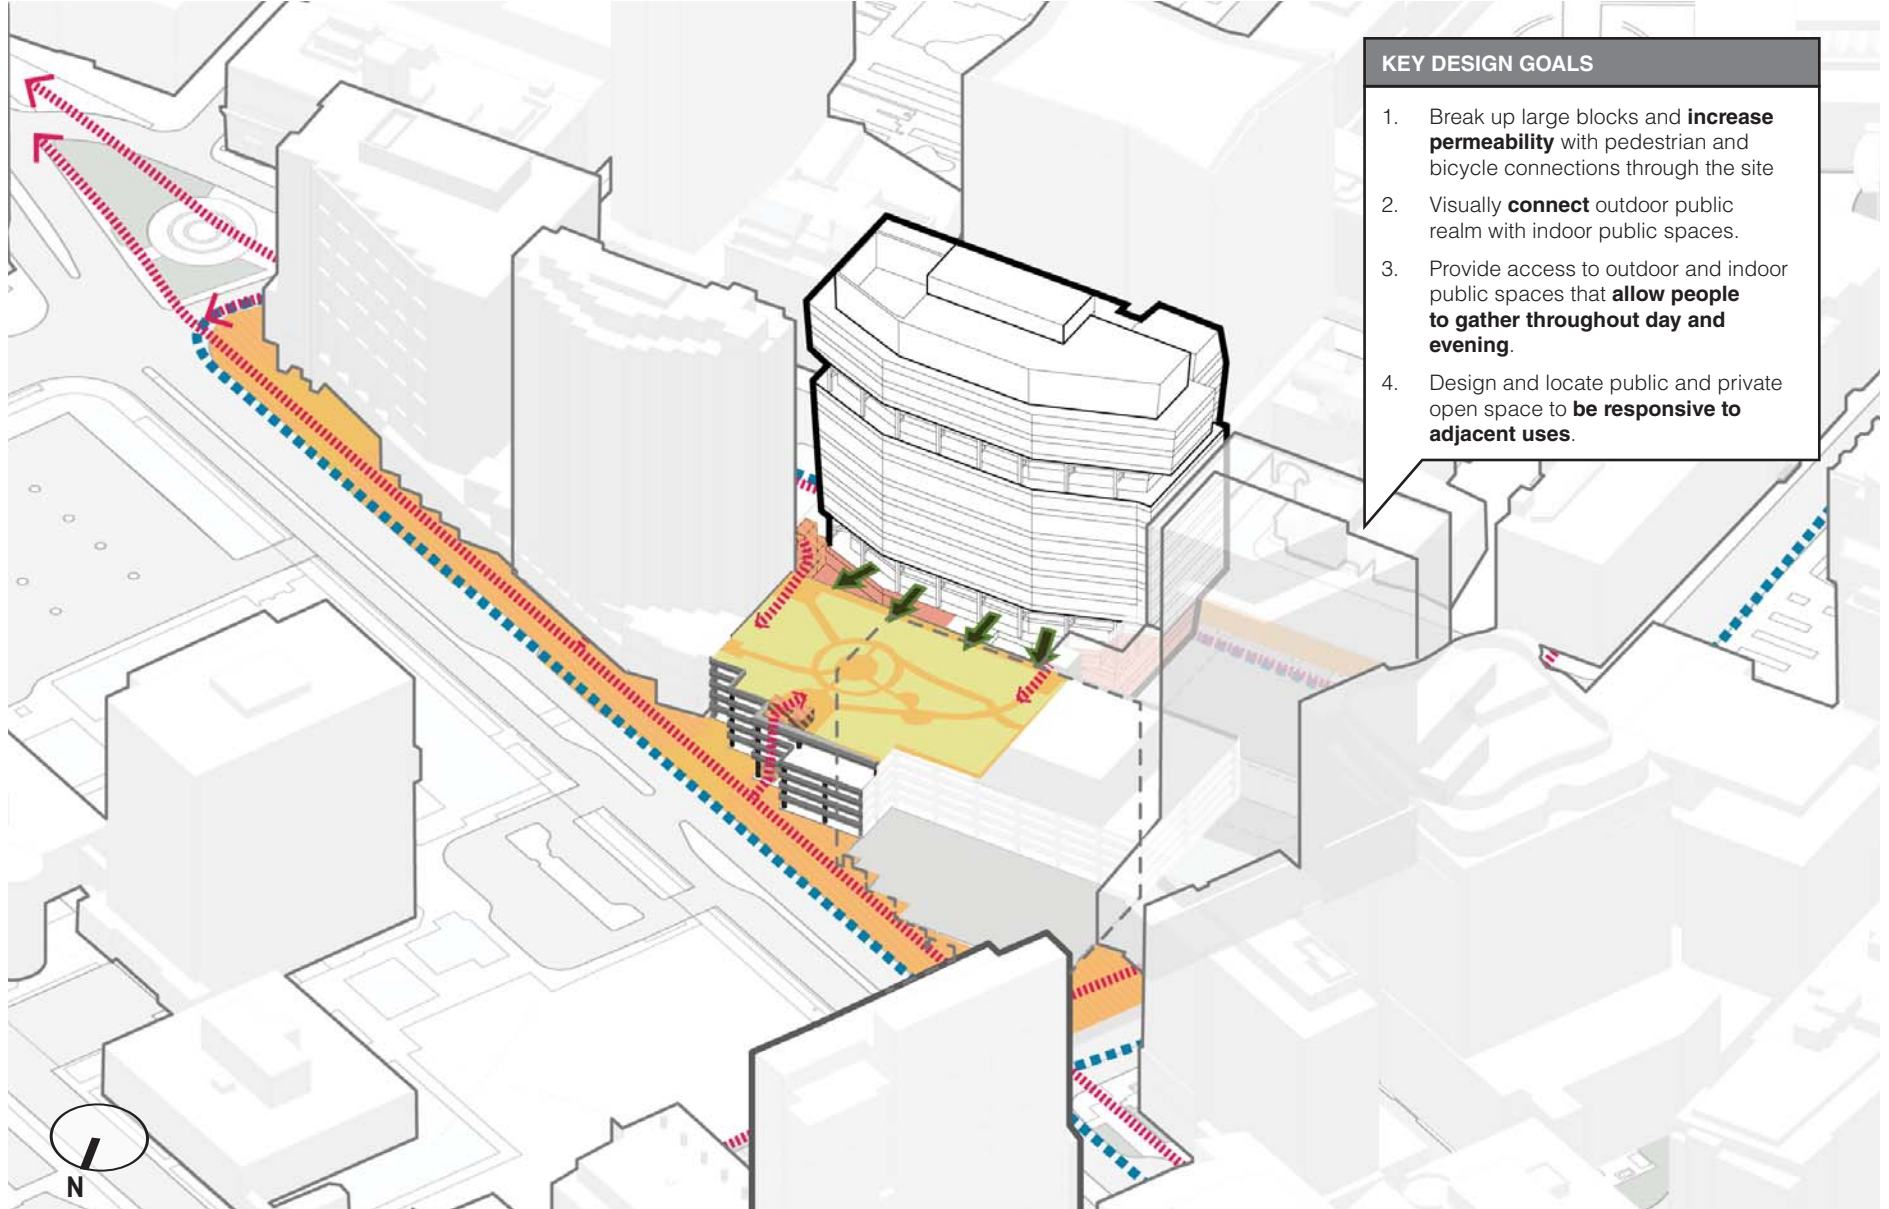 KEY DESIGN GOALS
1. Break up large blocks and increase
permeability with pedestrian and
bicycle connections through the site
2. Visually connect outdoor public
realm with indoor public spaces.
3. Provide access to outdoor and indoor
public spaces that allow people
to gather throughout day and
evening.
4. Design and locate public and private
open space to be responsive to
adjacent uses.
N